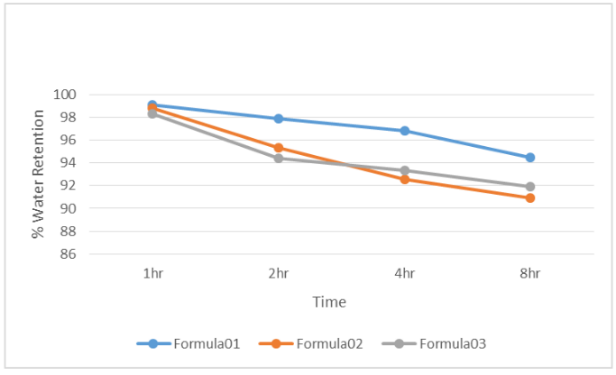 100
98
96
94
92
90
88
86
% Water Retention
1hr 2hr 4hr 8hr
Time
Formula01 Formula02 Formula03